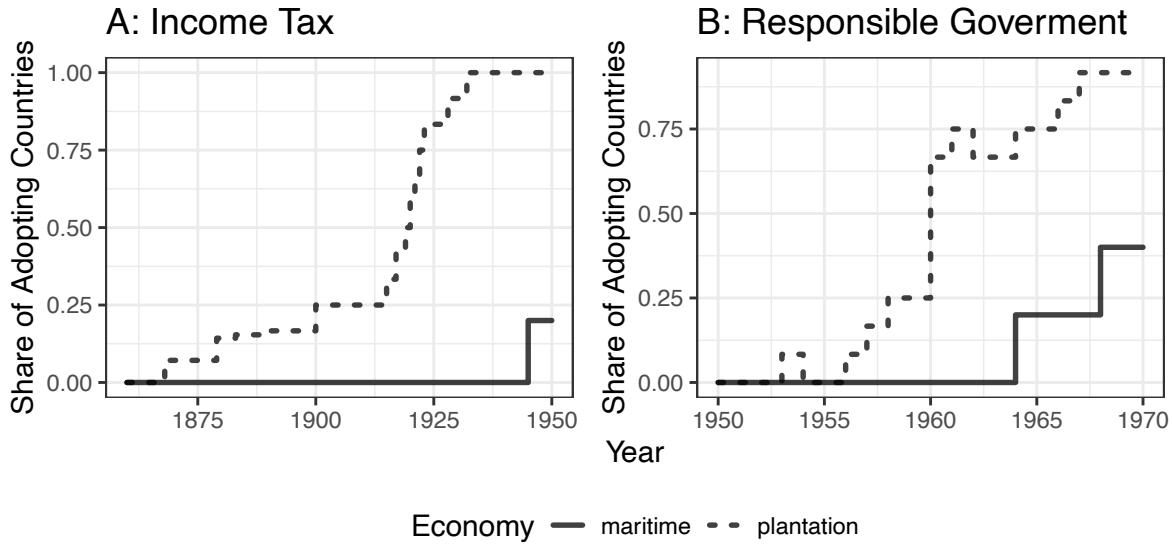 A: Income Tax
Share of Adopting Countries
1.00
0.75
0.50
0.25
0.00
1875 1900 1925 1950
B: Responsible Goverment
Share of Adopting Countries
0.75
0.50
0.25
0.00
1950 1955 1960 1965 1970
Year
Economy maritime plantation